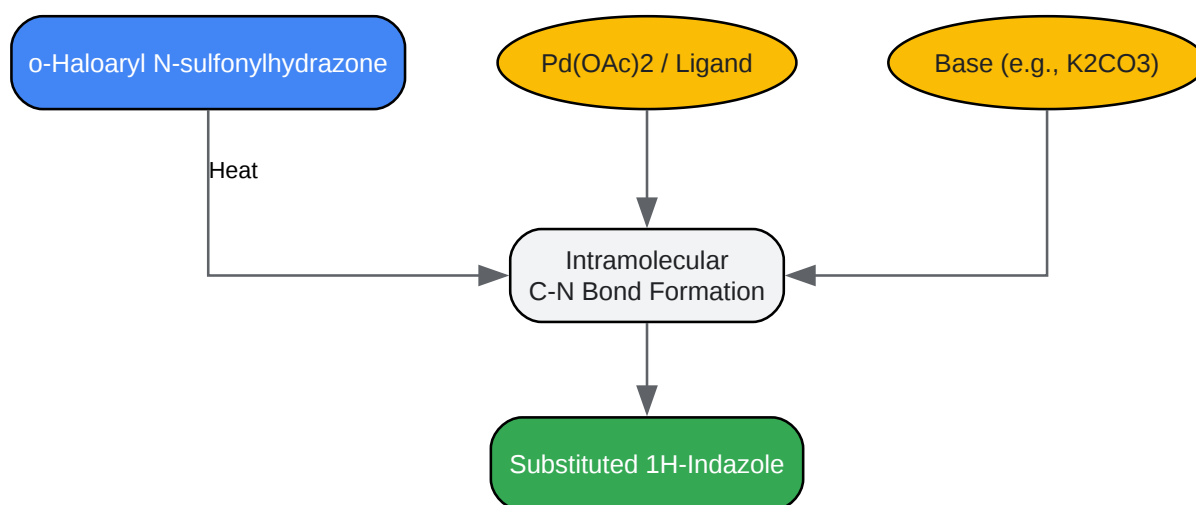 o-Haloaryl N-sulfonylhydrazone
Pd(OAc)2 / Ligand
Base (e.g., K2CO3)
Heat
Intramolecular
C-N Bond Formation
Substituted 1H-Indazole